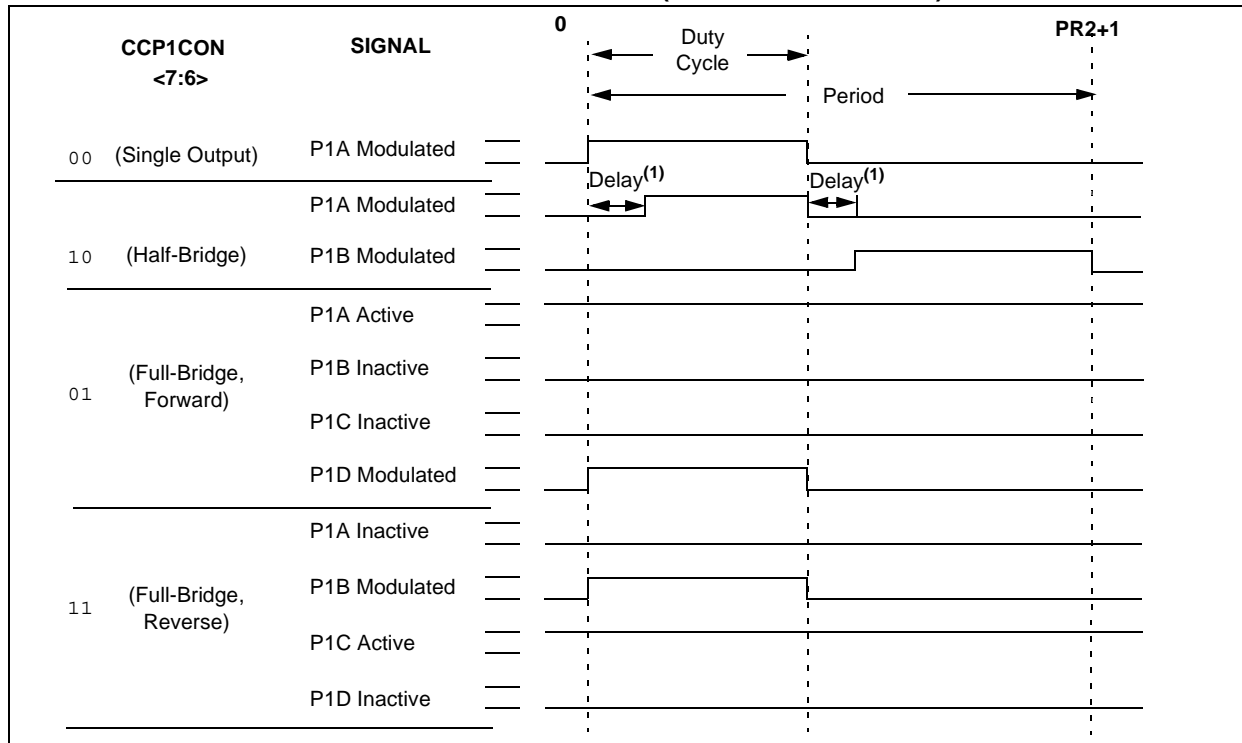 CCP1CON
<7:6>
SIGNAL
0
Duty
Cycle
PR2+1
Period
00 (Single Output) P1A Modulated
Delay(1) Delay(1)
P1A Modulated
10 (Half-Bridge) P1B Modulated
P1A Active
P1B Inactive
01 (Full-Bridge,
Forward)
P1C Inactive
P1D Modulated
P1A Inactive
P1B Modulated
11 (Full-Bridge,
Reverse)
P1C Active
P1D Inactive